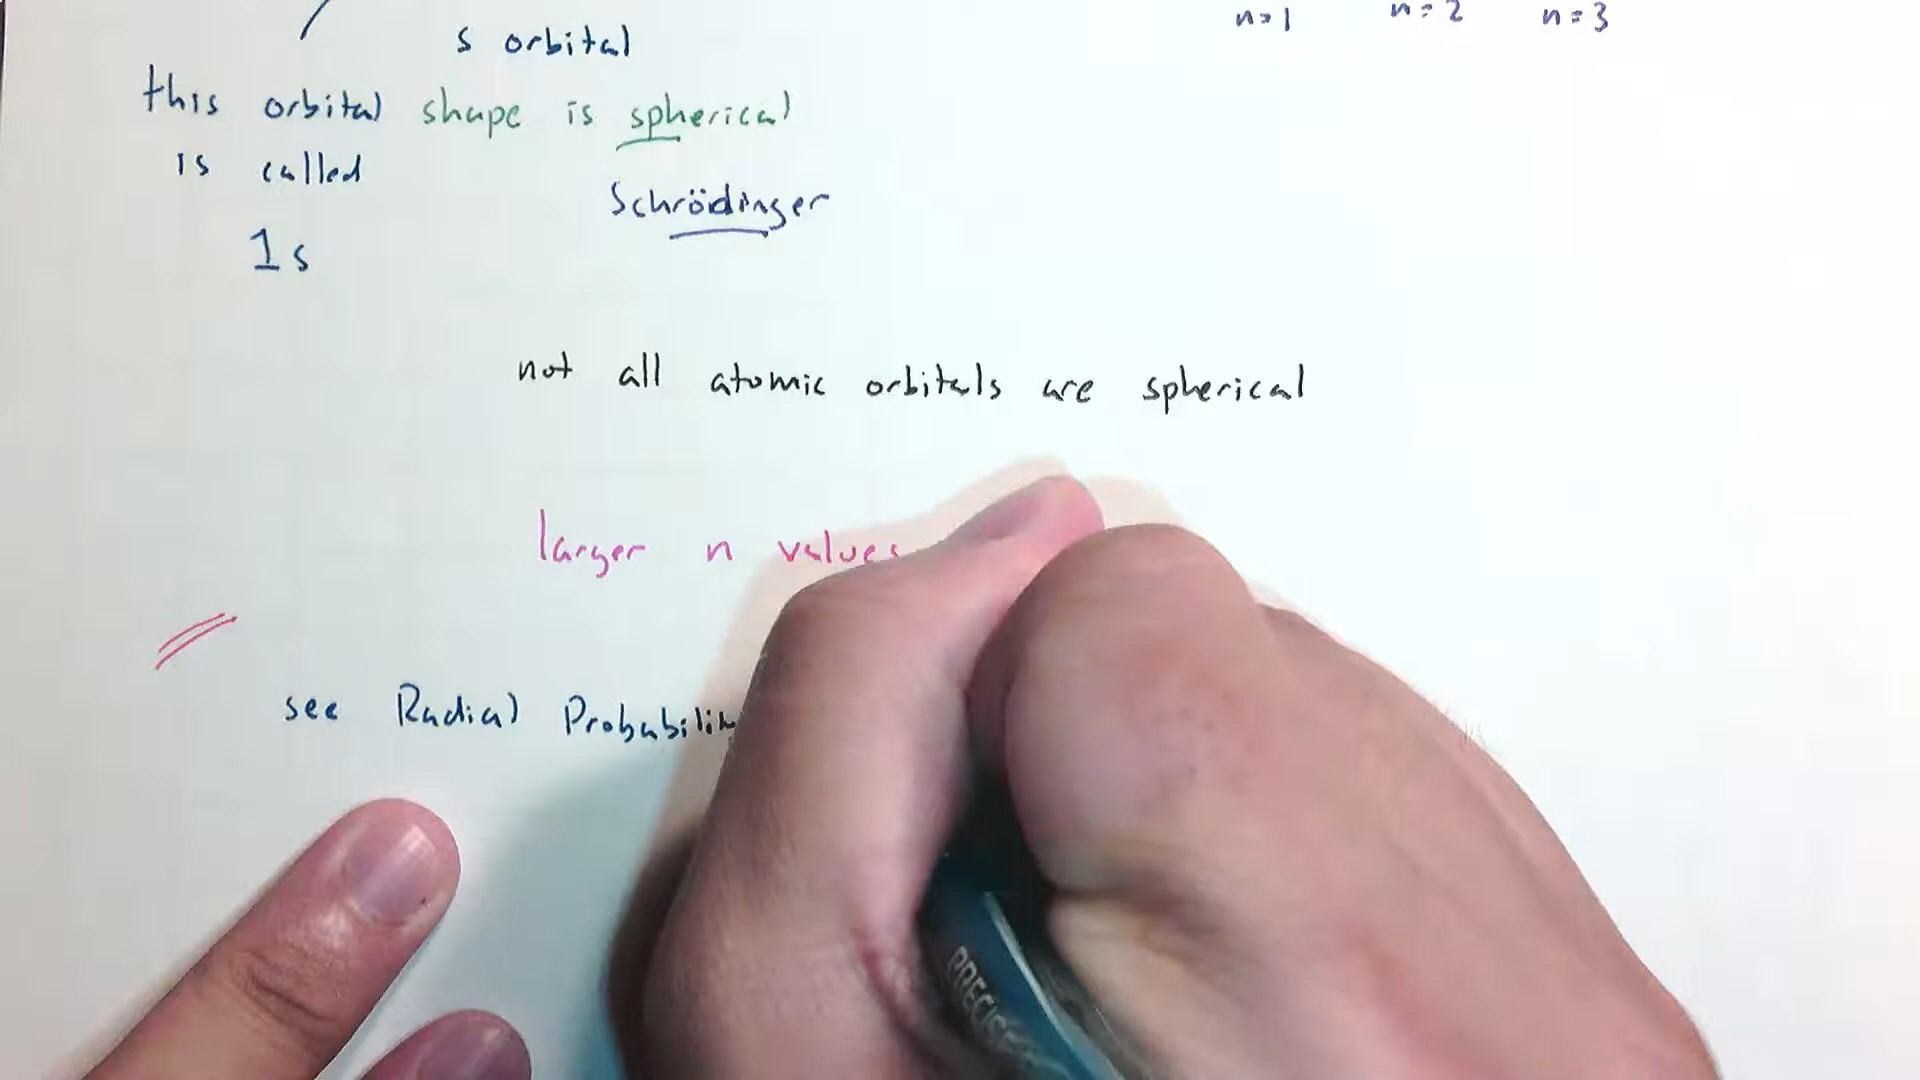 s orbital
n=1 n=2 n=3
this orbital shape is spherical
is called
Schrödinger
1s
not all atomic orbitals are spherical
larger n values
see Radial
PRECISE